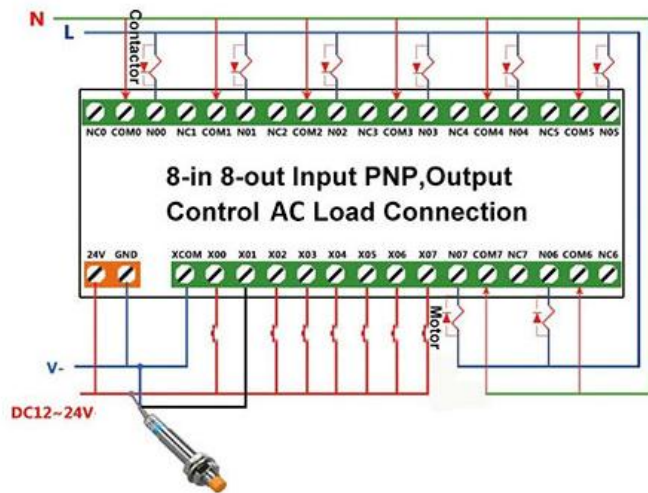 N
L
Contactor
NC0 COM0 N00 NC1 COM1 N01 NC2 COM2 N02 NC3 COM3 N03 NC4 COM4 N04 NC5 COM5 N05
8-in 8-out Input PNP,Output
Control AC Load Connection
24V GND XCOM X00 X01 X02 X03 X04 X05 X06 X07 N07 COM7 NC7 N06 COM6 NC6
Motor
V-
DC12~24V